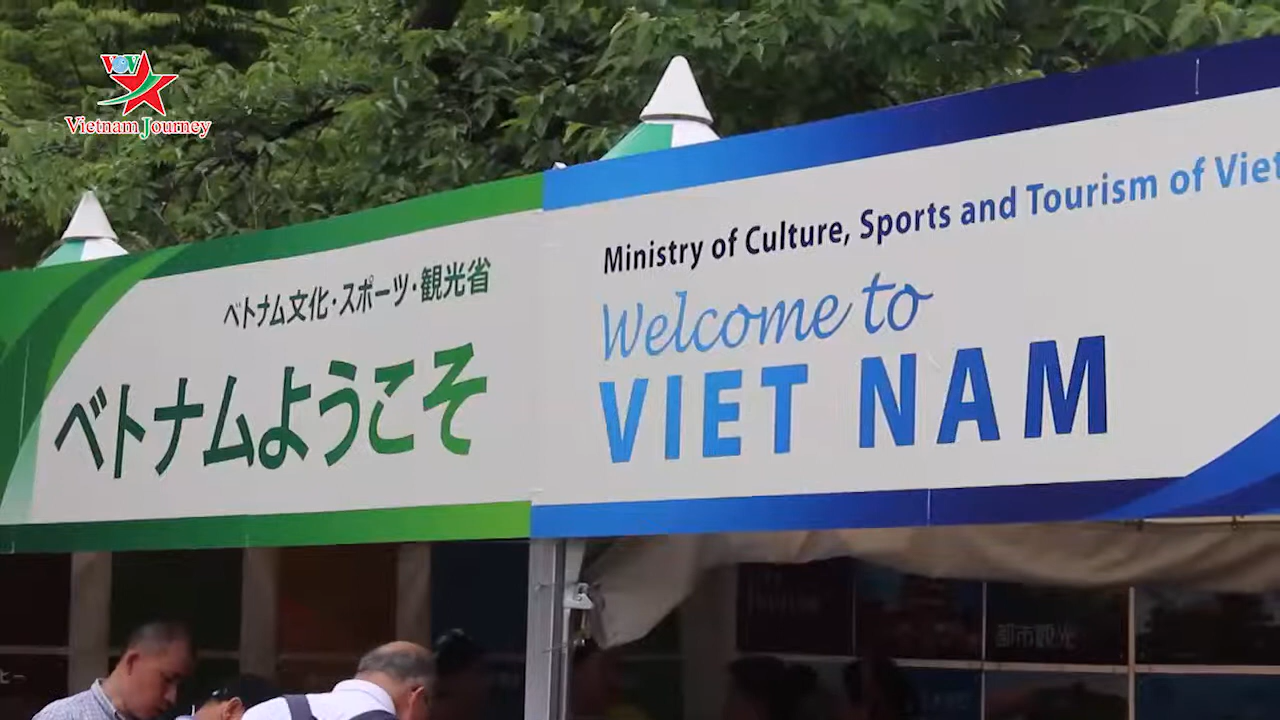 VOV
Vietnam Journey
ベトナム文化・スポーツ・観光省
ベトナムようこそ
Ministry of Culture, Sports and Tourism of Viet
Welcome to
VIET NAM
都市観光